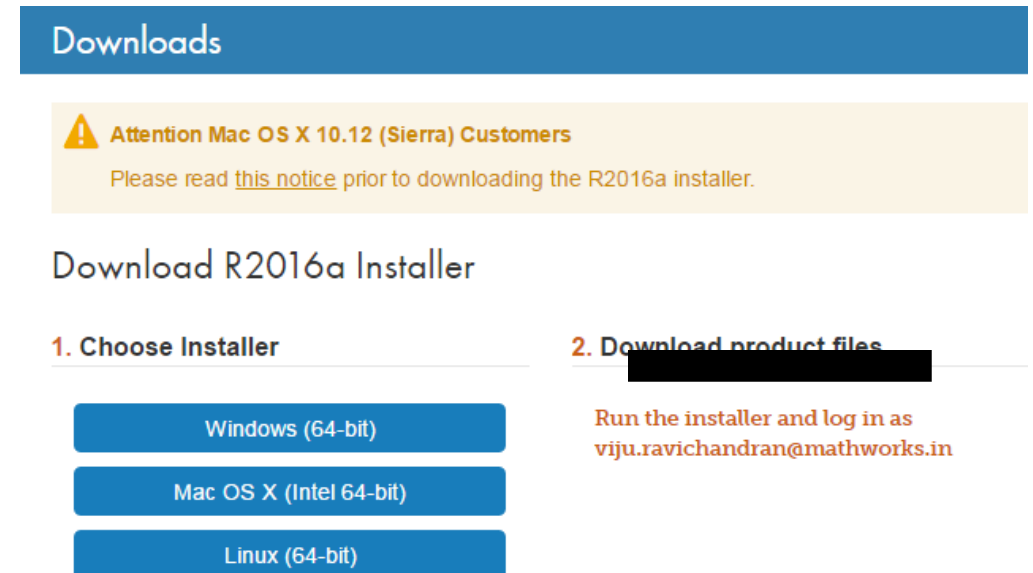 Downloads
Attention Mac OS X 10.12 (Sierra) Customers
Please read this notice prior to downloading the R2016a installer.
Download R2016a Installer
1. Choose Installer
2. Download product files
Windows (64-bit)
Mac OS X (Intel 64-bit)
Linux (64-bit)
Run the installer and log in as
viju.ravichandran@mathworks.in